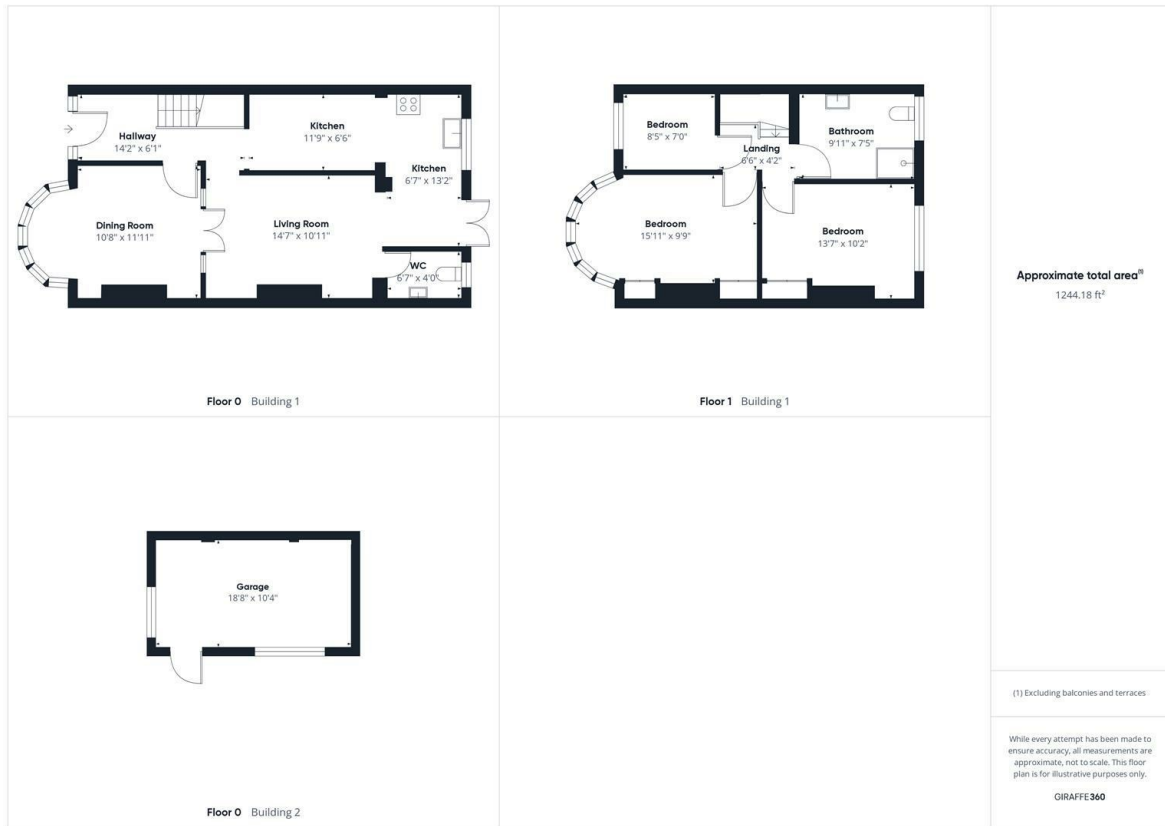 Hallway
14'2" x 6'1"
Kitchen
11'9" x 6'6"
Kitchen
6'7" x 13'2"
Dining Room
10'8" x 11'11"
Living Room
14'7" x 10'11"
WC
6'7" x 4'0"
Floor 0 Building 1
Bedroom
8'5" x 7'0"
Landing
6'6" x 4'2"
Bathroom
9'11" x 7'5"
Bedroom
15'11" x 9'9"
Bedroom
13'7" x 10'2"
Floor 1 Building 1
Garage
18'8" x 10'4"
Floor 0 Building 2
Approximate total area(1)
1244.18 ft²
(1) Excluding balconies and terraces
While every attempt has been made to
ensure accuracy, all measurements are
approximate, not to scale. This floor
plan is for illustrative purposes only.
GIRAFFE360